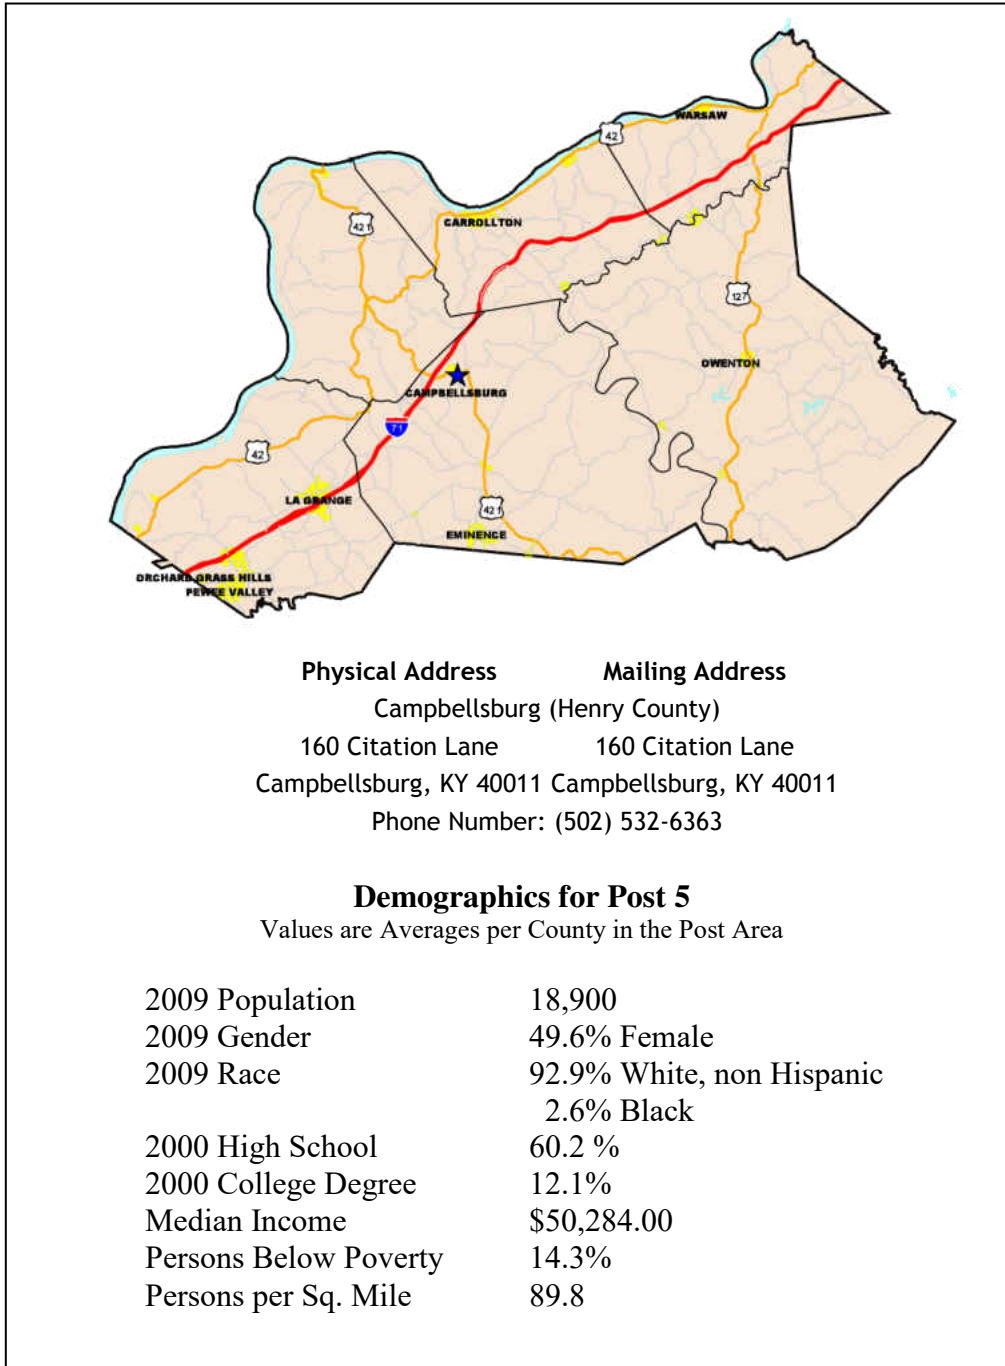 WARSAW
42
421
CARROLLTON
127
OWENTON
CAMPBELLSBURG
71
42
LA GRANGE
421
EMINENCE
ORCHARD GRASS HILLS
PEWEE VALLEY
Physical Address Mailing Address
Campbellsburg (Henry County)
160 Citation Lane 160 Citation Lane
Campbellsburg, KY 40011 Campbellsburg, KY 40011
Phone Number: (502) 532-6363
Demographics for Post 5
Values are Averages per County in the Post Area
2009 Population 18,900
2009 Gender 49.6% Female
2009 Race 92.9% White, non Hispanic
2.6% Black
2000 High School 60.2 %
2000 College Degree 12.1%
Median Income $50,284.00
Persons Below Poverty 14.3%
Persons per Sq. Mile 89.8